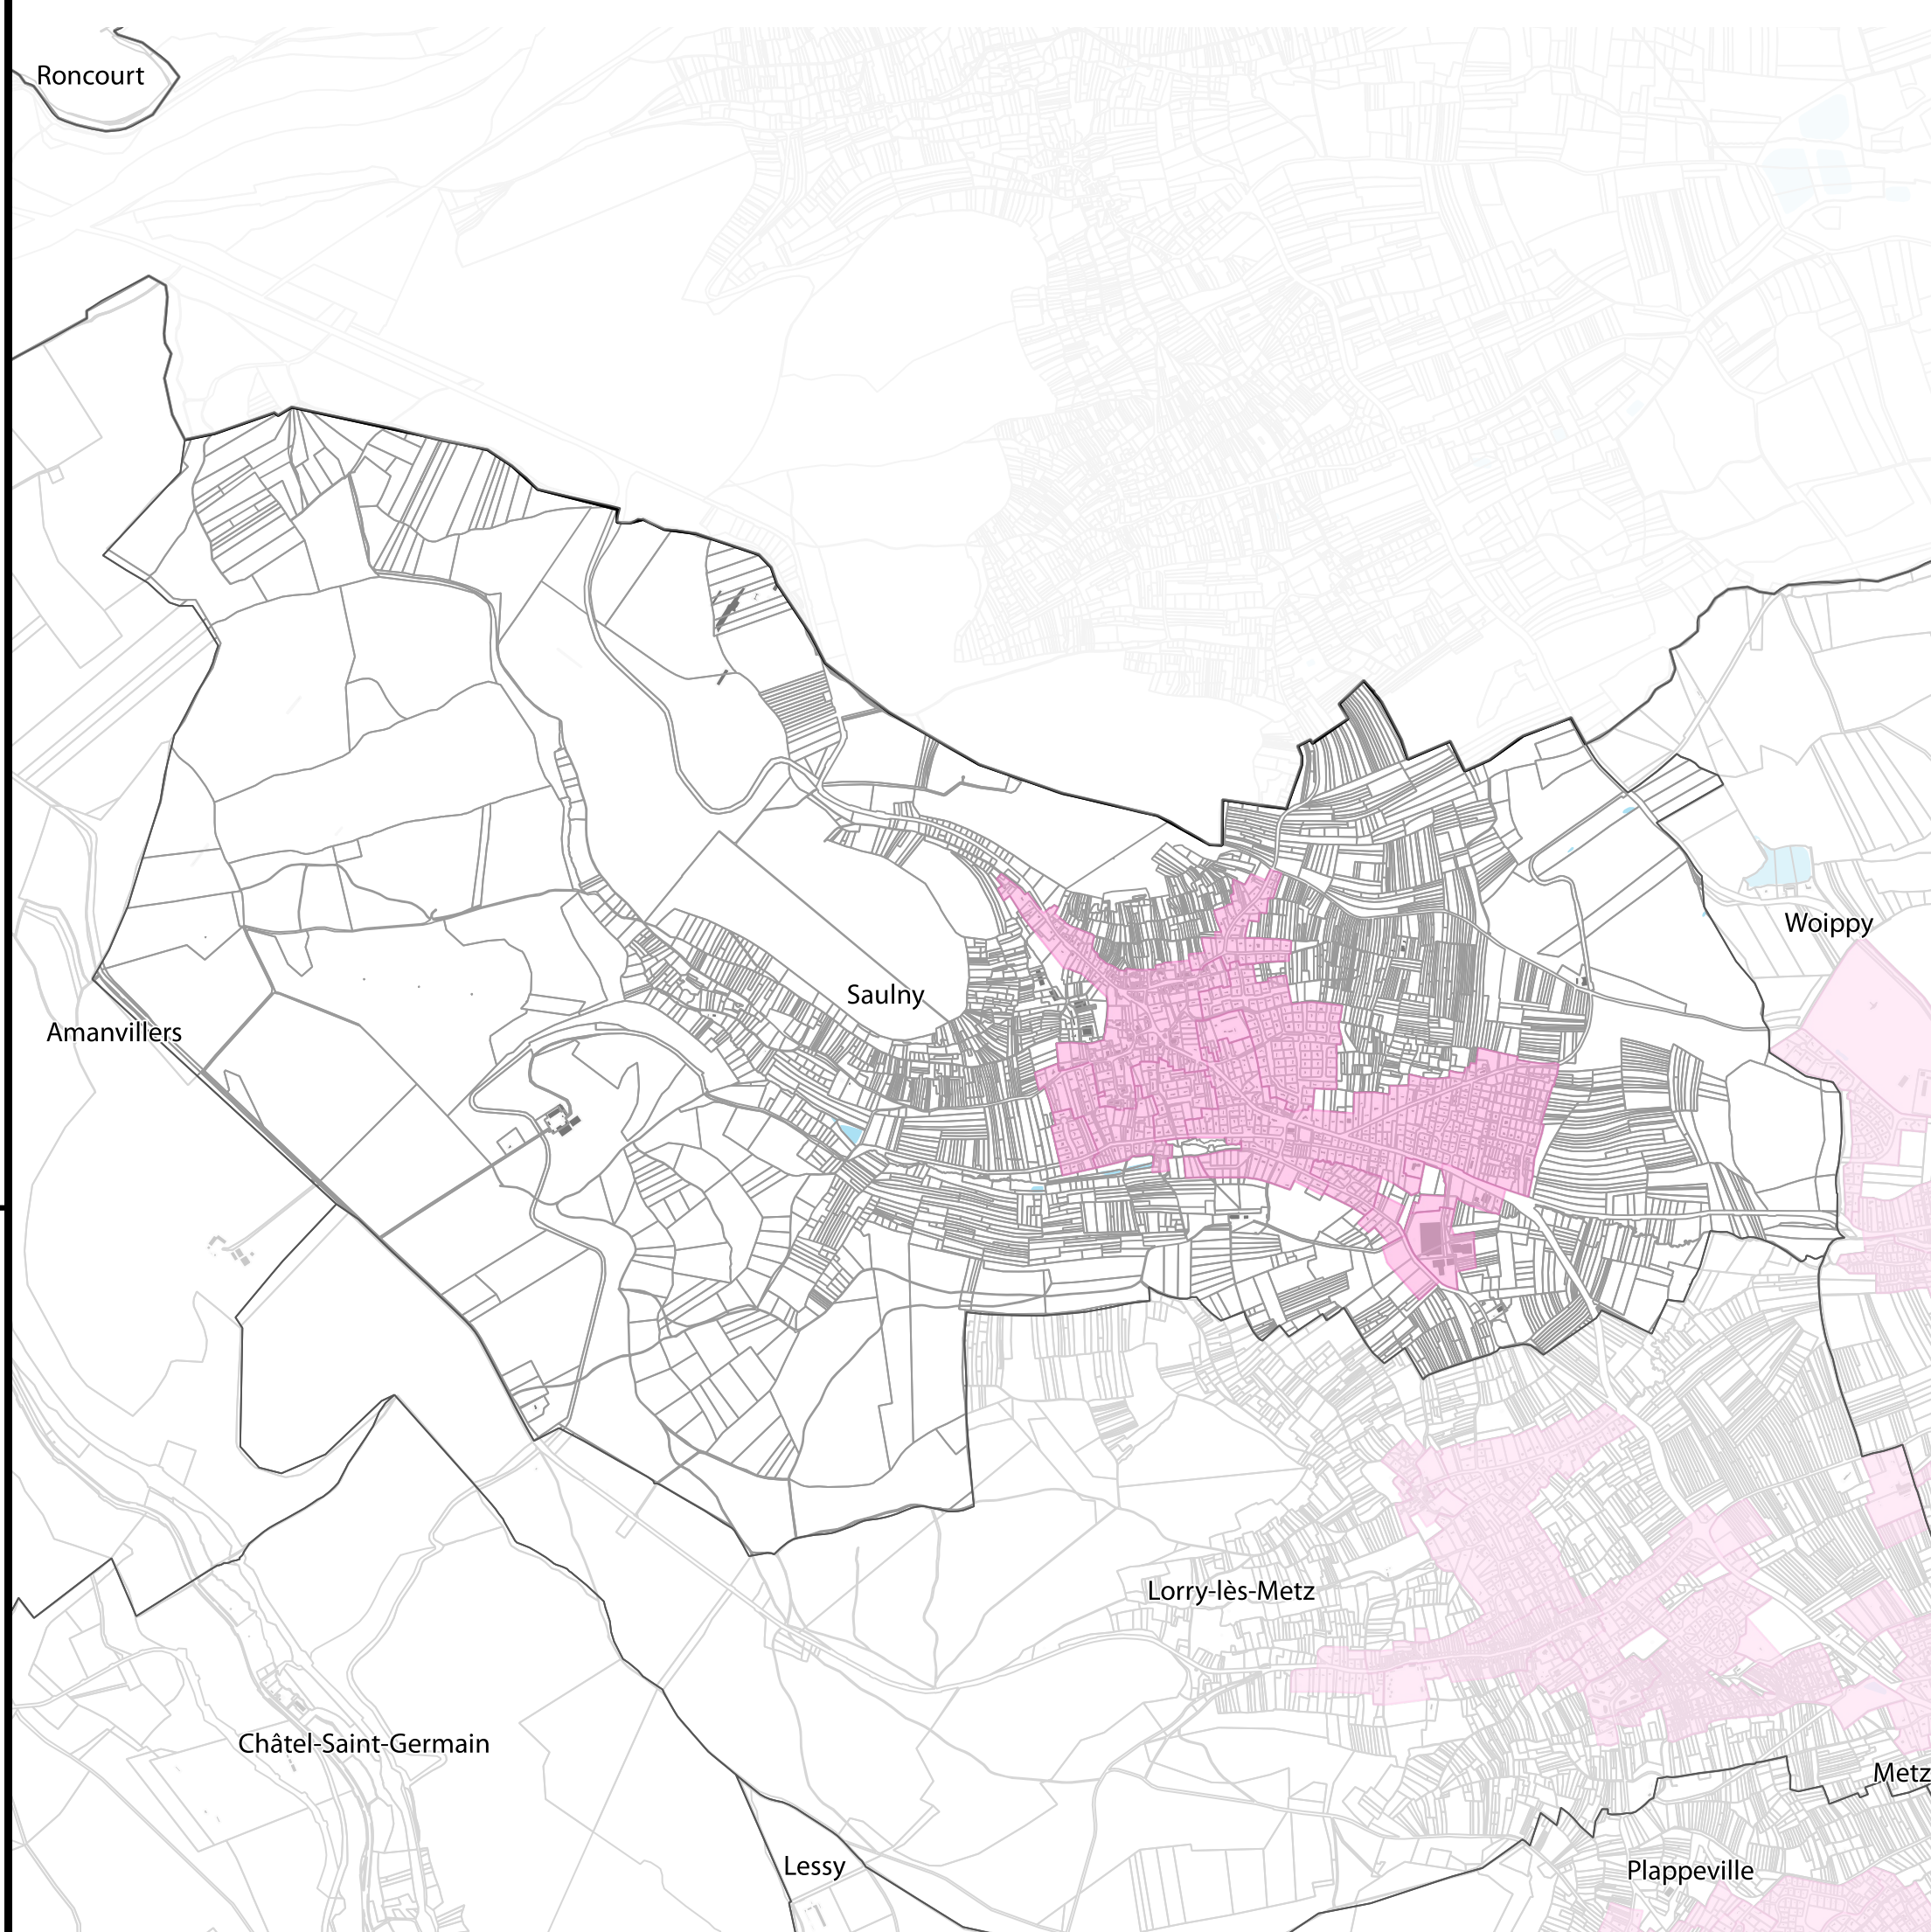 Roncourt
Woippy
Saulny
Amanvillers
Lorry-lès-Metz
Châtel-Saint-Germain
Metz
Lessy
Plappeville